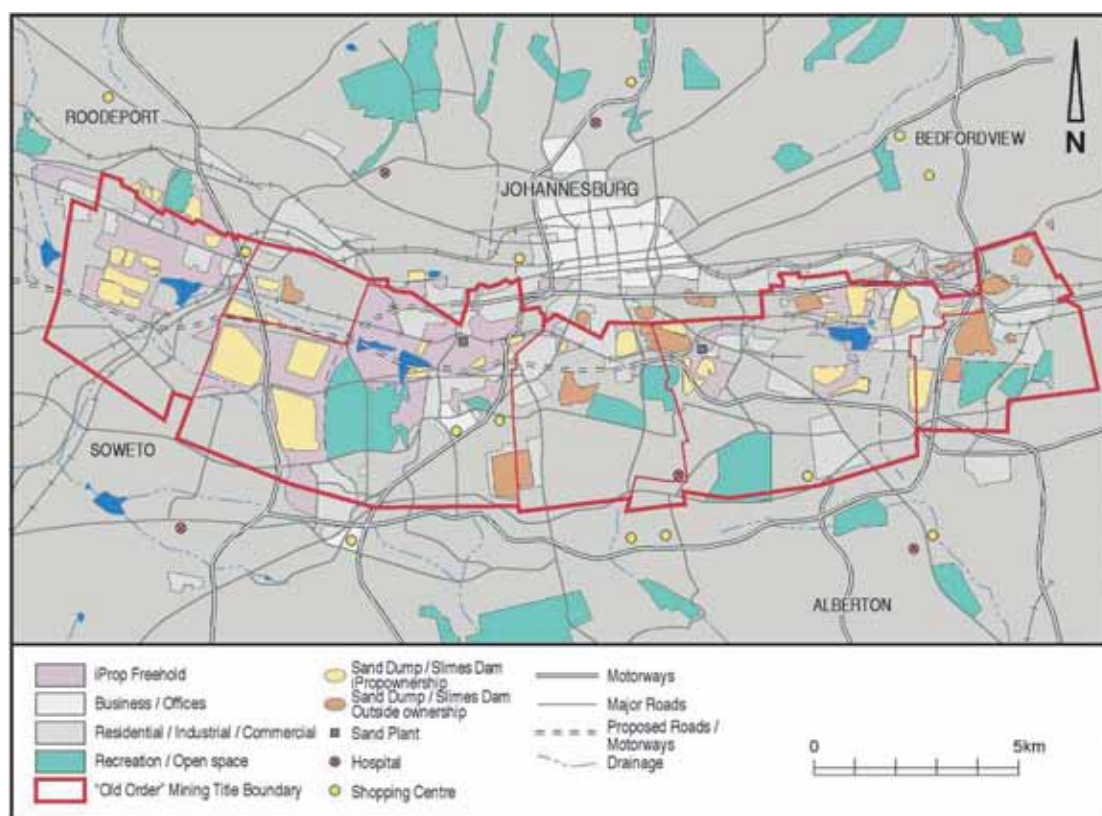 ROODEPORT
BEDFORDVIEW
N
JOHANNESBURG
SOWETO
ALBERTON
iProp Freehold
Business / Offices
Residential / Industrial / Commercial
Recreation / Open space
"Old Order" Mining Title Boundary
Sand Dump / Slimes Dam
iPropownership
Sand Dump / Slimes Dam
Outside ownership
Sand Plant
Hospital
Shopping Centre
Motorways
Major Roads
Proposed Roads /
Motorways
Drainage
0 5km